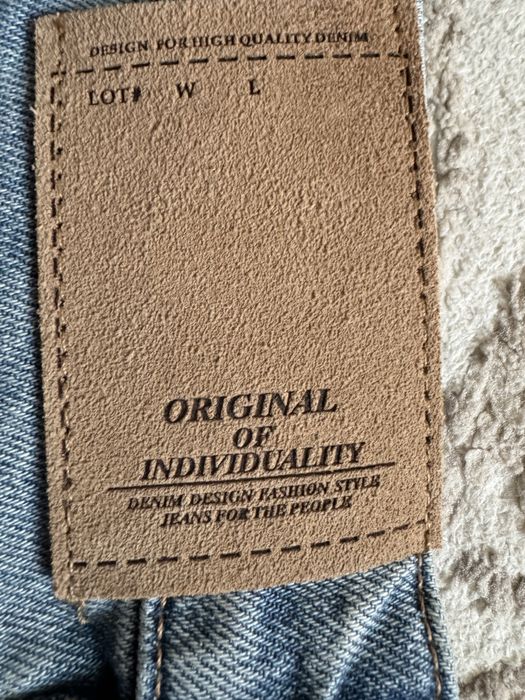 DESIGN FOR HIGH QUALITY DENIM
LOT# W L
ORIGINAL
OF
INDIVIDUALITY
DENIM DESIGN FASHION STYLE
JEANS FOR THE PEOPLE